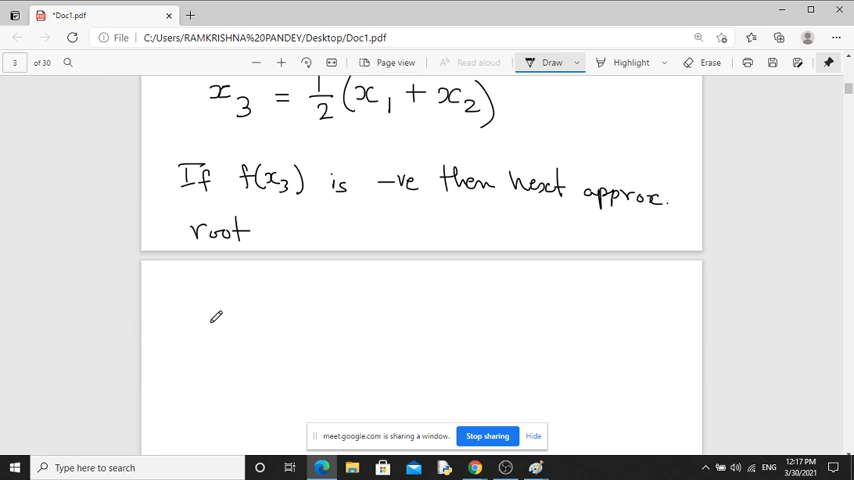 *Doc1.pdf
File C:/Users/RAMKRISHNA%20PANDEY/Desktop/Doc1.pdf
3 of 30 Page view Read aloud Draw Highlight Erase
x₃ = 1/2 (x₁ + x₂)
If f(x₃) is -ve then next approx.
root
meet.google.com is sharing a window. Stop sharing Hide
Type here to search
ENG
12:17 PM
3/30/2021